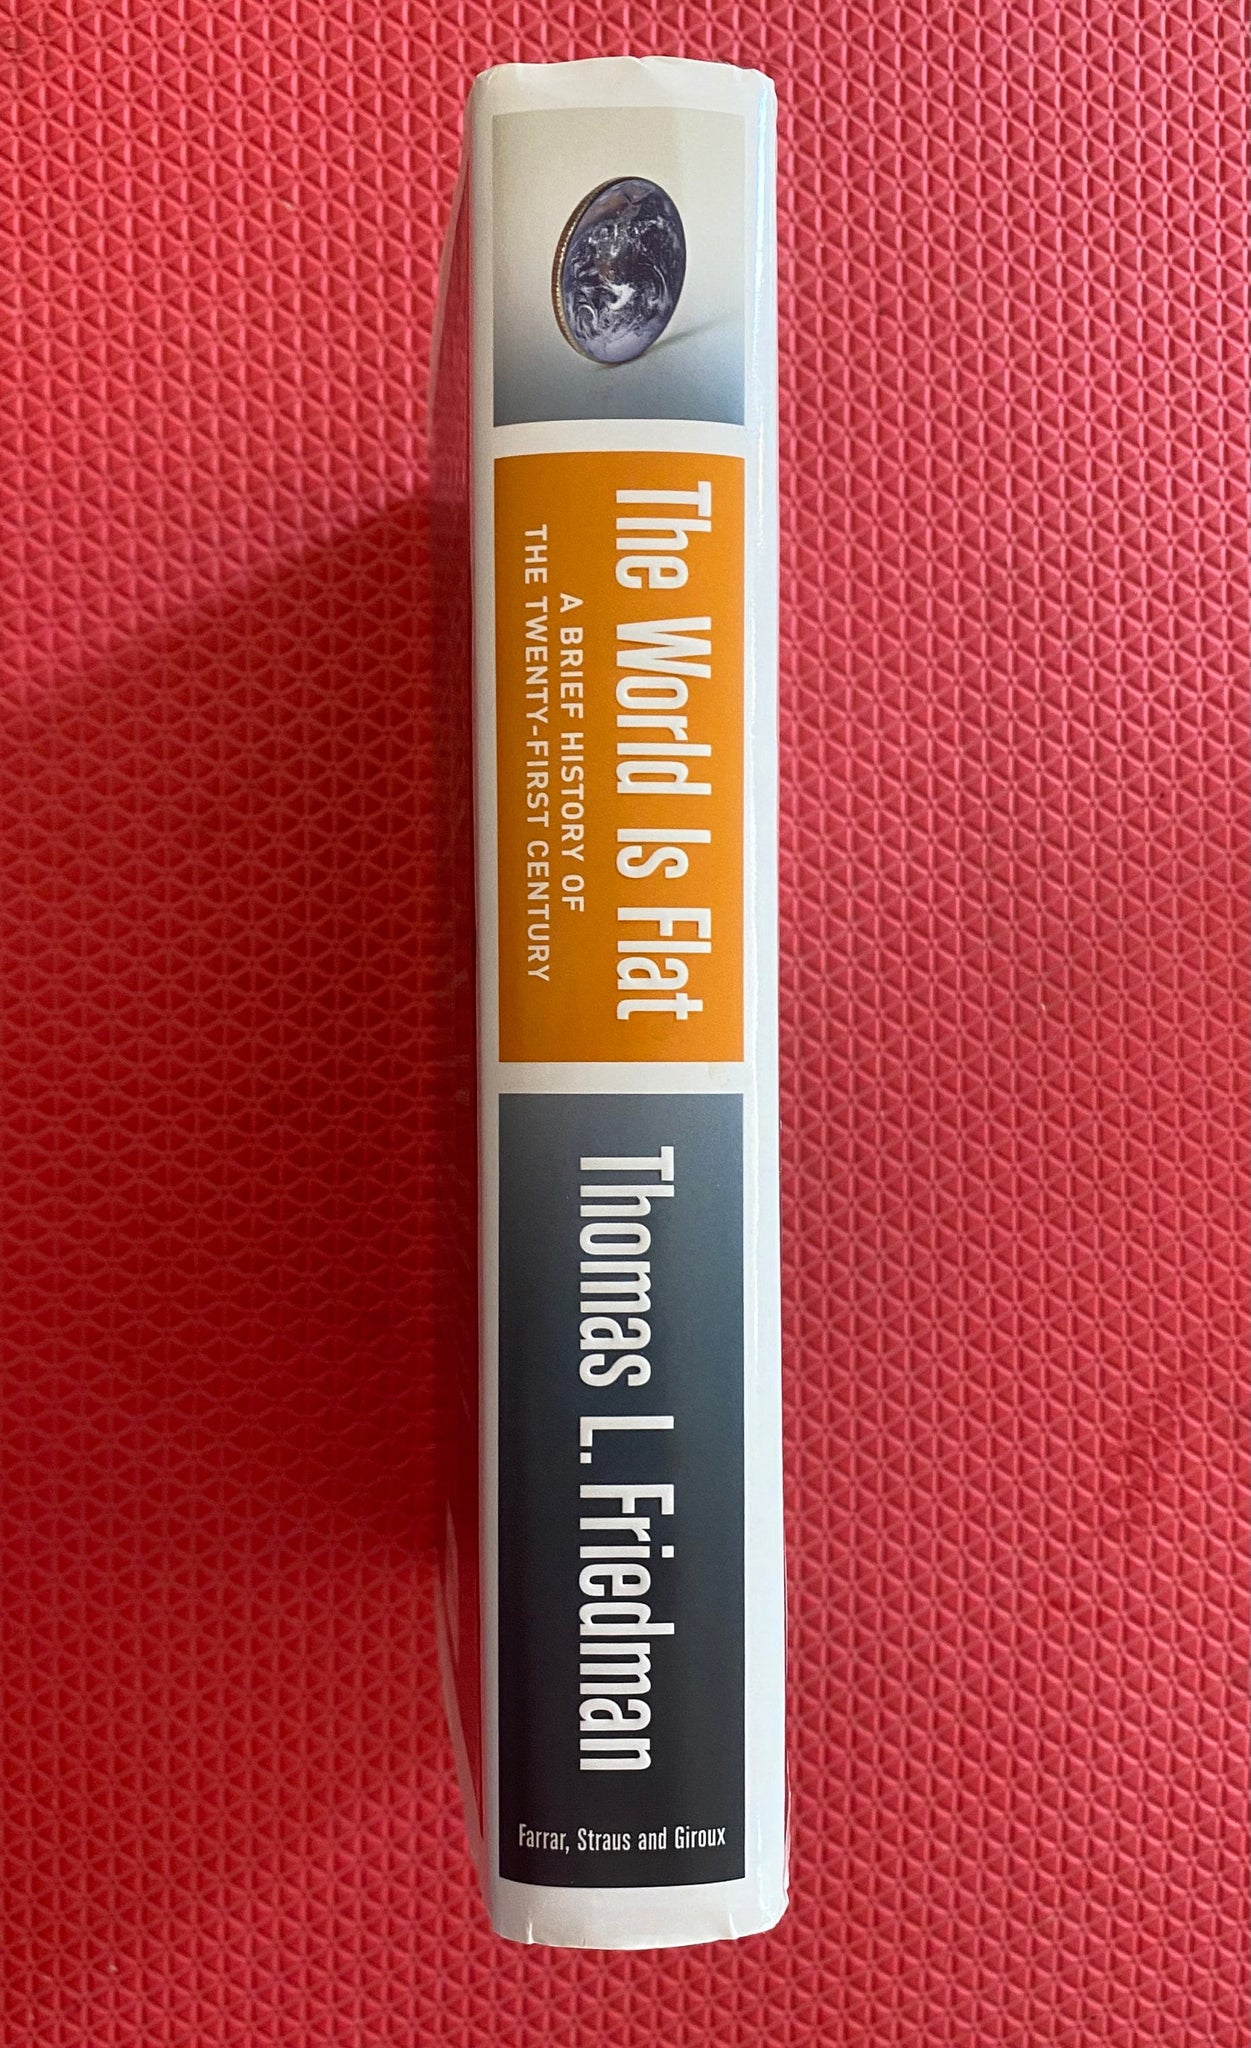 The World Is Flat
A BRIEF HISTORY OF
THE TWENTY-FIRST CENTURY
Thomas L. Friedman
Farrar, Straus and Giroux